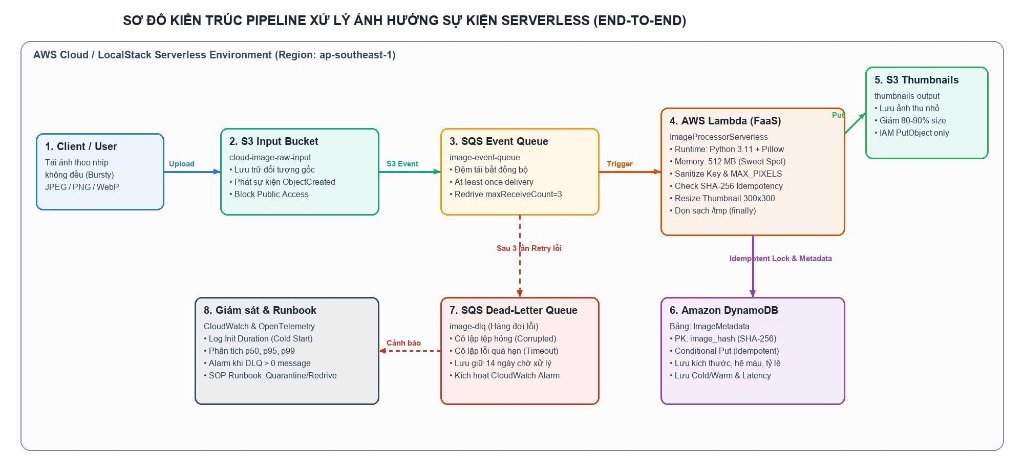 SƠ ĐỒ KIẾN TRÚC PIPELINE XỬ LÝ ẢNH HƯỚNG SỰ KIỆN SERVERLESS (END-TO-END)
AWS Cloud / LocalStack Serverless Environment (Region: ap-southeast-1)
1. Client / User
Tải ảnh theo nhịp
không đều (Bursty)
JPEG / PNG / WebP
Upload
2. S3 Input Bucket
cloud-image-raw-input
• Lưu trữ đối tượng gốc
• Phát sự kiện ObjectCreated
• Block Public Access
S3 Event
3. SQS Event Queue
image-event-queue
• Đệm tải bất đồng bộ
• At least once delivery
• Redrive maxReceiveCount=3
Trigger
4. AWS Lambda (FaaS)
ImageProcessorServerless
• Runtime: Python 3.11 + Pillow
• Memory: 512 MB (Sweet Spot)
• Sanitize Key & MAX_PIXELS
• Check SHA-256 Idempotency
• Resize Thumbnail 300x300
• Dọn sạch /tmp (finally)
Put
5. S3 Thumbnails
thumbnails output
• Lưu ảnh thu nhỏ
• Giảm 80-90% size
• IAM PutObject only
Sau 3 lần Retry lỗi
Idempotent Lock & Metadata
8. Giám sát & Runbook
CloudWatch & OpenTelemetry
• Log Init Duration (Cold Start)
• Phân tích p50, p95, p99
• Alarm khi DLQ > 0 message
• SOP Runbook: Quarantine/Redrive
Cảnh báo
7. SQS Dead-Letter Queue
image-dlq (Hàng đợi lỗi)
• Cô lập tệp hỏng (Corrupted)
• Cô lập lỗi quá hạn (Timeout)
• Lưu giữ 14 ngày chờ xử lý
• Kích hoạt CloudWatch Alarm
6. Amazon DynamoDB
Bảng: ImageMetadata
• PK: image_hash (SHA-256)
• Conditional Put (Idempotent)
• Lưu kích thước, hệ màu, tỷ lệ
• Lưu Cold/Warm & Latency